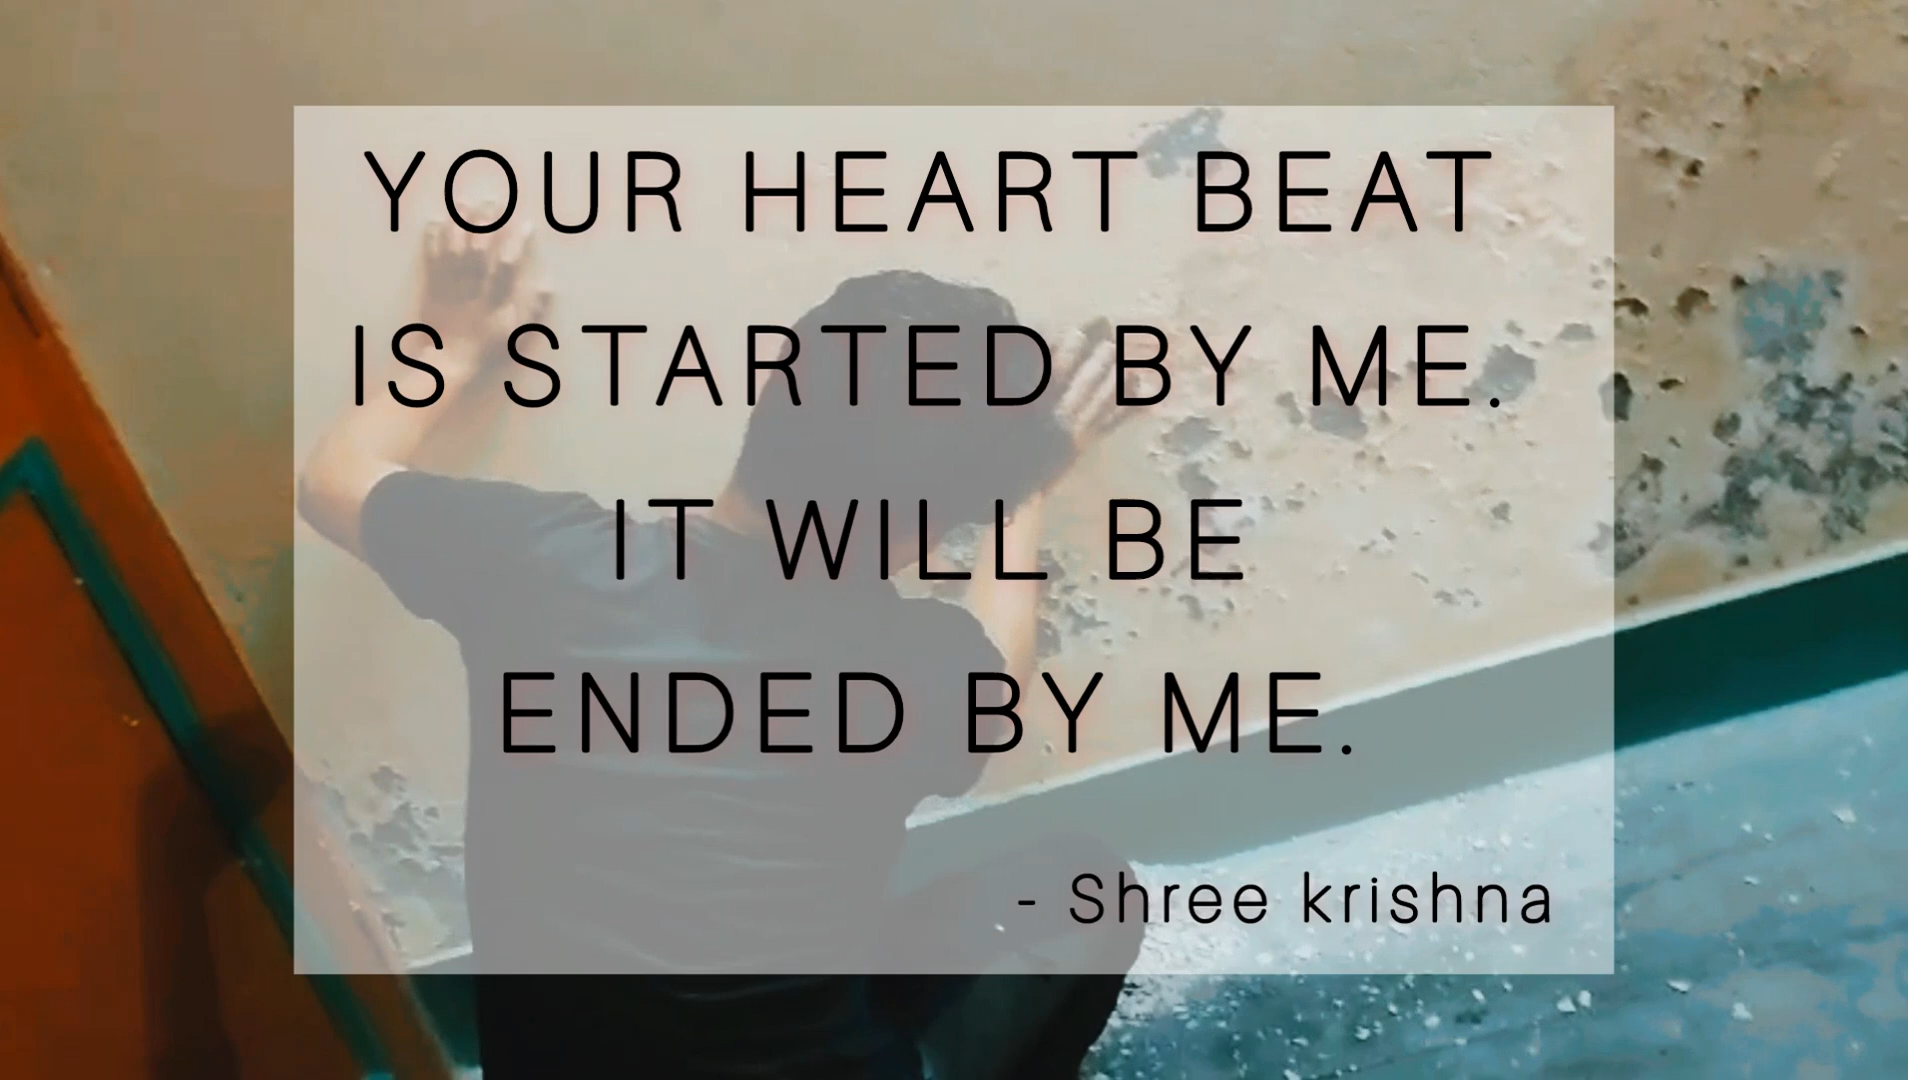 YOUR HEART BEAT
IS STARTED BY ME.
IT WILL BE
ENDED BY ME.
- Shree krishna